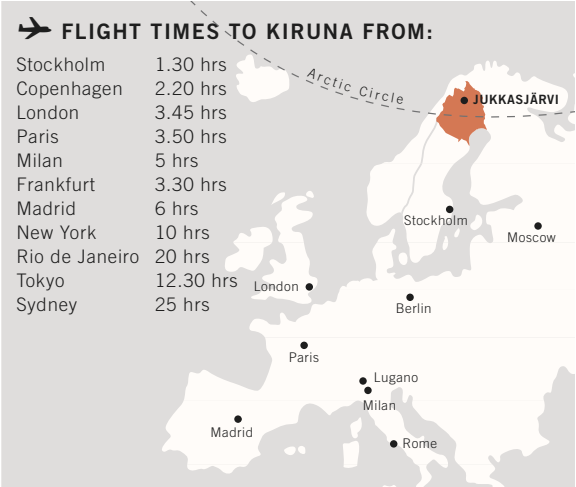 FLIGHT TIMES TO KIRUNA FROM:
Stockholm 1.30 hrs
Copenhagen 2.20 hrs
London 3.45 hrs
Paris 3.50 hrs
Milan 5 hrs
Frankfurt 3.30 hrs
Madrid 6 hrs
New York 10 hrs
Rio de Janeiro 20 hrs
Tokyo 12.30 hrs
Sydney 25 hrs
Arctic Circle
JUKKASJÄRVI
Stockholm
Moscow
London
Berlin
Paris
Lugano
Milan
Madrid
Rome